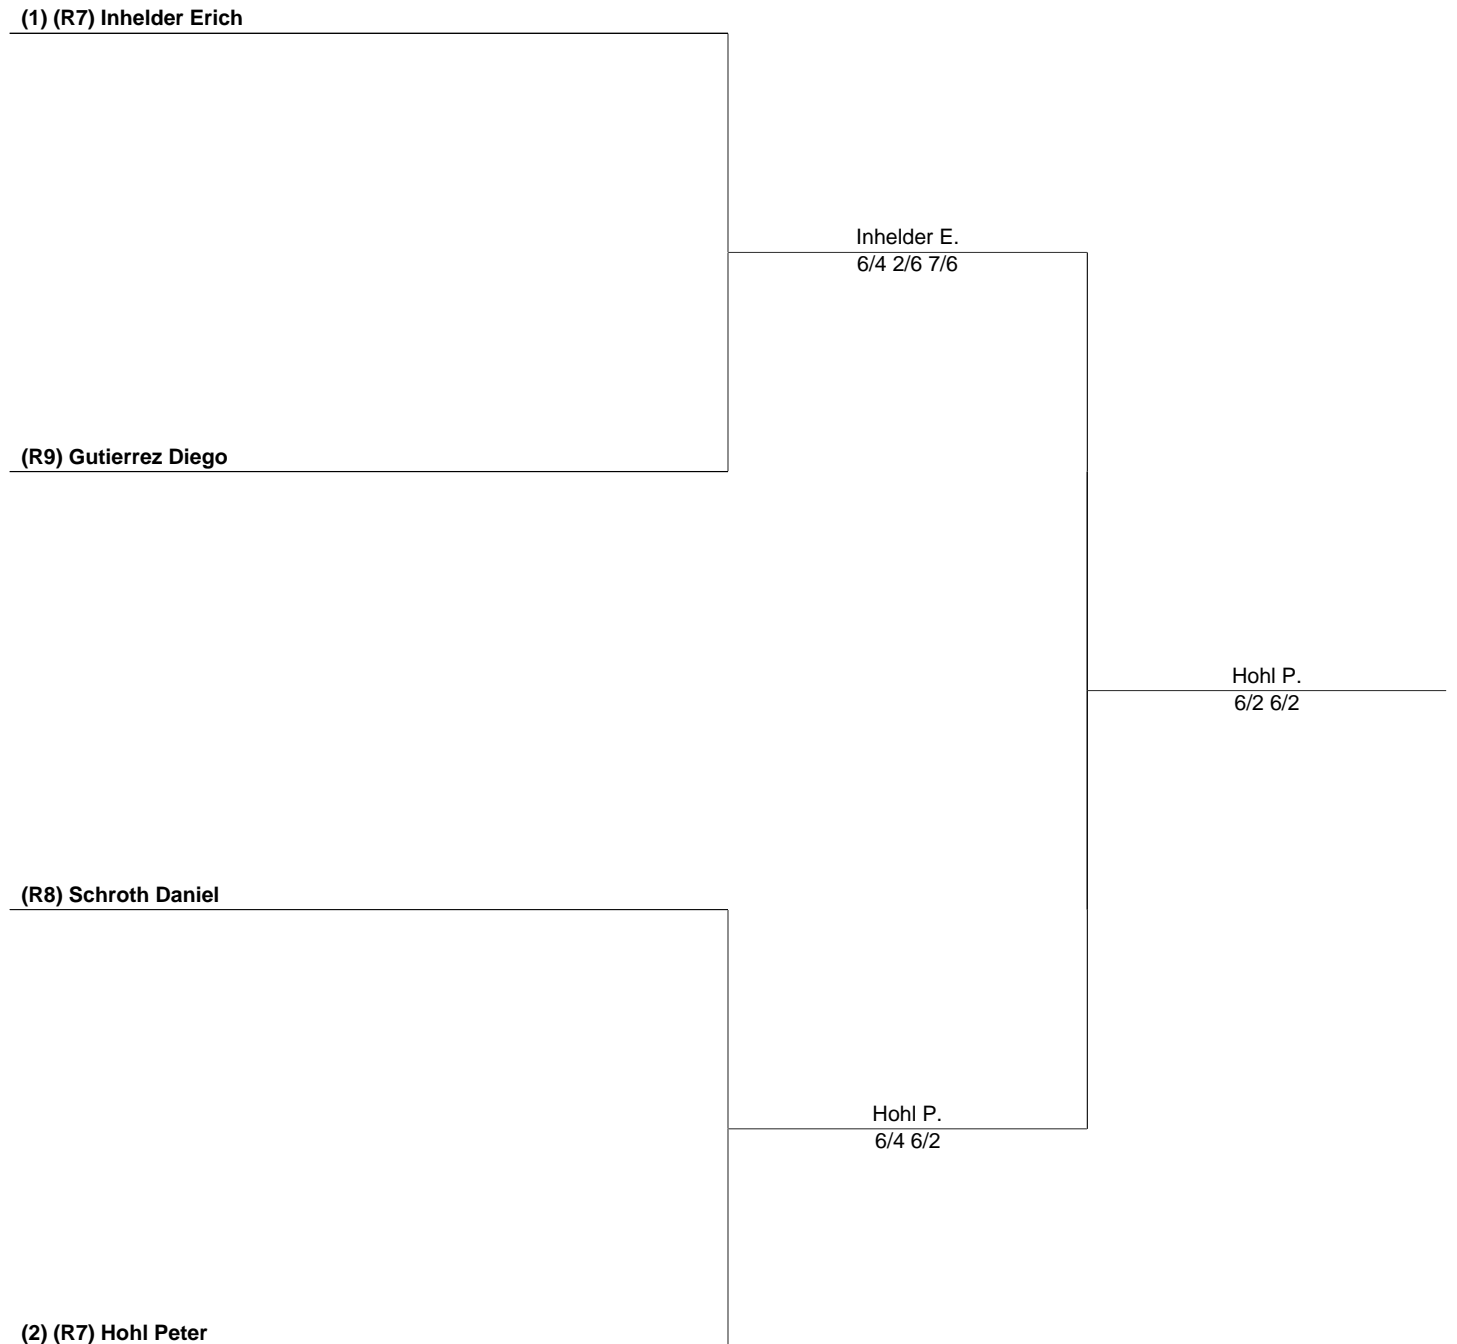 (1) (R7) Inhelder Erich
Inhelder E.
6/4 2/6 7/6
(R9) Gutierrez Diego
Hohl P.
6/2 6/2
(R8) Schroth Daniel
Hohl P.
6/4 6/2
(2) (R7) Hohl Peter